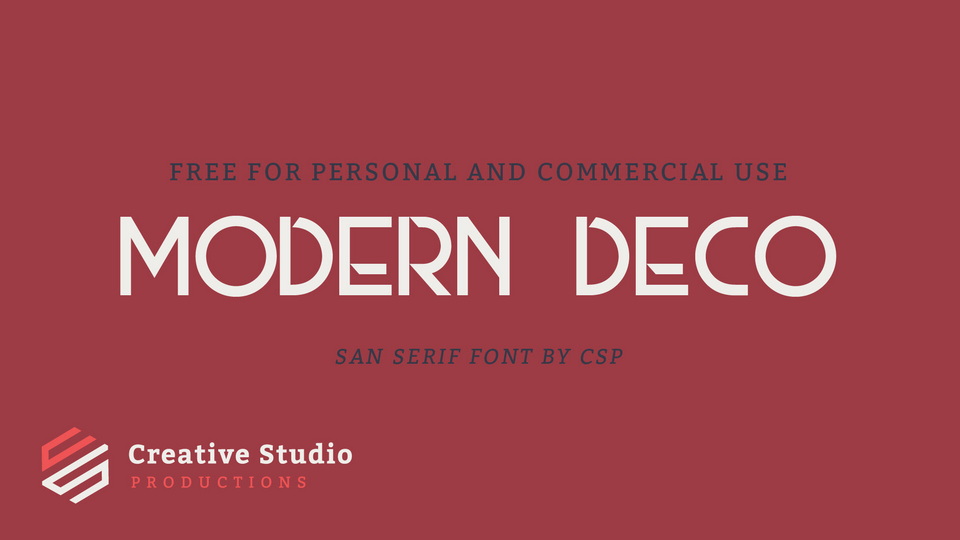 FREE FOR PERSONAL AND COMMERCIAL USE
MODERN DECO
SAN SERIF FONT BY CSP
Creative Studio
PRODUCTIONS